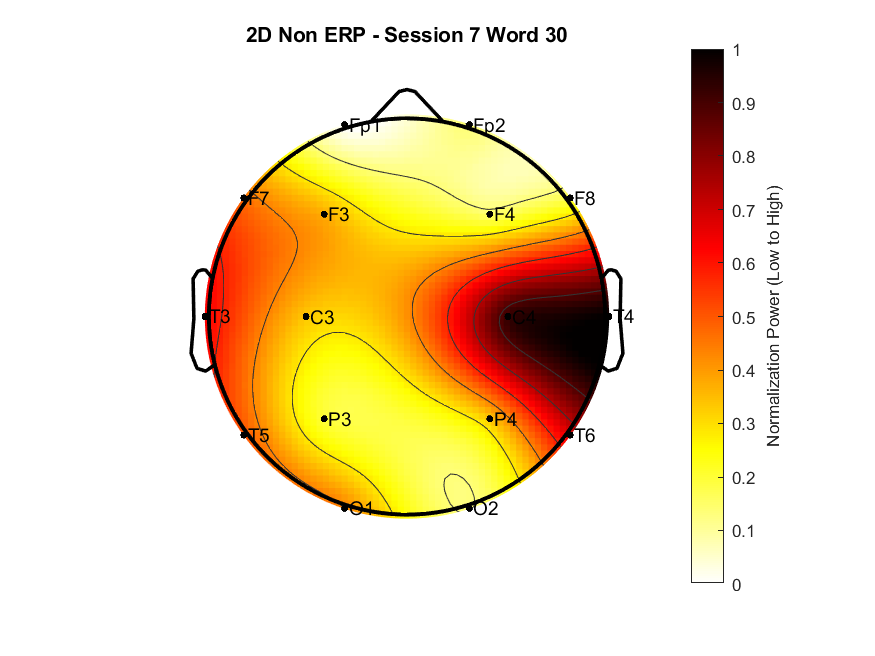 2D Non ERP - Session 7 Word 30
Fp1 Fp2
F7 F8
F3 F4
T3 C3 C4 T4
P3 P4
T5 T6
O1 O2
1
0.9
0.8
0.7
0.6
0.5
0.4
0.3
0.2
0.1
0
Normalization Power (Low to High)